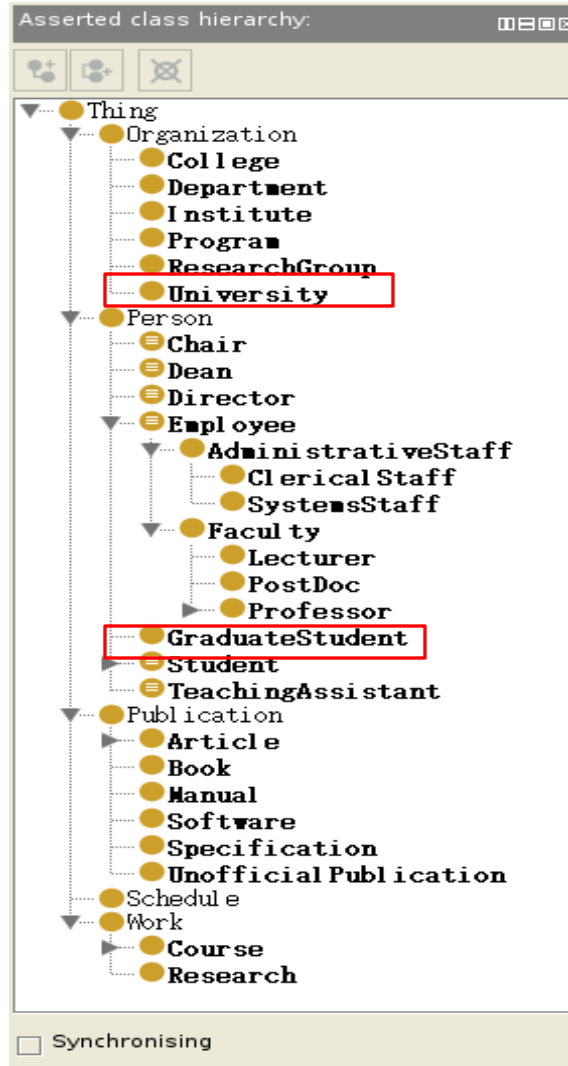 Asserted class hierarchy:
Thing
Organization
College
Department
Institute
Program
ResearchGroup
University
Person
Chair
Dean
Director
Employee
AdministrativeStaff
ClericalStaff
SystemsStaff
Faculty
Lecturer
PostDoc
Professor
GraduateStudent
Student
TeachingAssistant
Publication
Article
Book
Manual
Software
Specification
UnofficialPublication
Schedule
Work
Course
Research
Synchronising